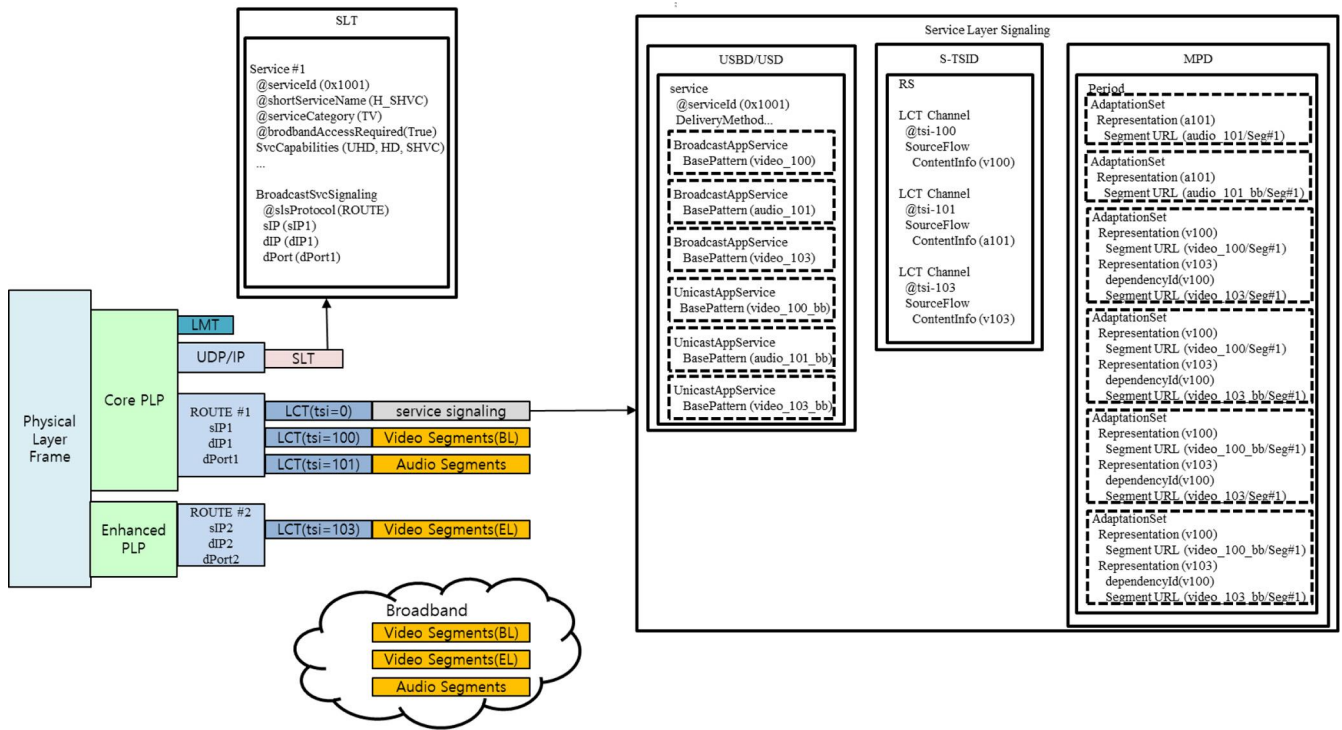 :
SLT
Service #1
@serviceId (0x1001)
@shortServiceName (H_SHVC)
@serviceCategory (TV)
@brodbandAccessRequired(True)
SvcCapabilities (UHD, HD, SHVC)
...
BroadcastSvcSignaling
@slsProtocol (ROUTE)
sIP (sIP1)
dIP (dIP1)
dPort (dPort1)
Service Layer Signaling
USBD/USD
service
@serviceId (0x1001)
DeliveryMethod...
BroadcastAppService
BasePattern (video_100)
BroadcastAppService
BasePattern (audio_101)
BroadcastAppService
BasePattern (video_103)
UnicastAppService
BasePattern (video_100_bb)
UnicastAppService
BasePattern (audio_101_bb)
UnicastAppService
BasePattern (video_103_bb)
S-TSID
RS
LCT Channel
@tsi-100
SourceFlow
ContentInfo (v100)
LCT Channel
@tsi-101
SourceFlow
ContentInfo (a101)
LCT Channel
@tsi-103
SourceFlow
ContentInfo (v103)
MPD
Period
AdaptationSet
Representation (a101)
Segment URL (audio_101/Seg#1)
AdaptationSet
Representation (a101)
Segment URL (audio_101_bb/Seg#1)
AdaptationSet
Representation (v100)
Segment URL (video_100/Seg#1)
Representation (v103)
dependencyId(v100)
Segment URL (video_103/Seg#1)
AdaptationSet
Representation (v100)
Segment URL (video_100/Seg#1)
Representation (v103)
dependencyId(v100)
Segment URL (video_103_bb/Seg#1)
AdaptationSet
Representation (v100)
Segment URL (video_100_bb/Seg#1)
Representation (v103)
dependencyId(v100)
Segment URL (video_103/Seg#1)
AdaptationSet
Representation (v100)
Segment URL (video_100_bb/Seg#1)
Representation (v103)
dependencyId(v100)
Segment URL (video_103_bb/Seg#1)
Physical
Layer
Frame
Core PLP
LMT
UDP/IP
SLT
ROUTE #1
sIP1
dIP1
dPort1
LCT(tsi=0)
service signaling
LCT(tsi=100)
Video Segments(BL)
LCT(tsi=101)
Audio Segments
Enhanced
PLP
ROUTE #2
sIP2
dIP2
dPort2
LCT(tsi=103)
Video Segments(EL)
Broadband
Video Segments(BL)
Video Segments(EL)
Audio Segments